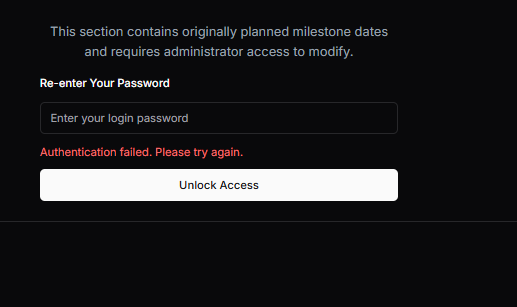 This section contains originally planned milestone dates
and requires administrator access to modify.
Re-enter Your Password
Enter your login password
Authentication failed. Please try again.
Unlock Access